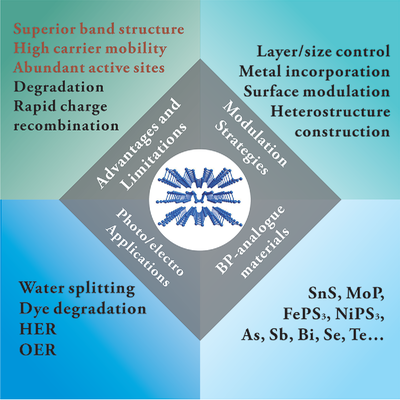 Superior band structure
High carrier mobility
Abundant active sites
Degradation
Rapid charge
recombination
Layer/size control
Metal incorporation
Surface modulation
Heterostructure
construction
Advantages and
Limitations
Modulation
Strategies
Photo/electro
Applications
BP-analogue
materials
Water splitting
Dye degradation
HER
OER
SnS, MoP,
FePS₃, NiPS₃,
As, Sb, Bi, Se, Te...